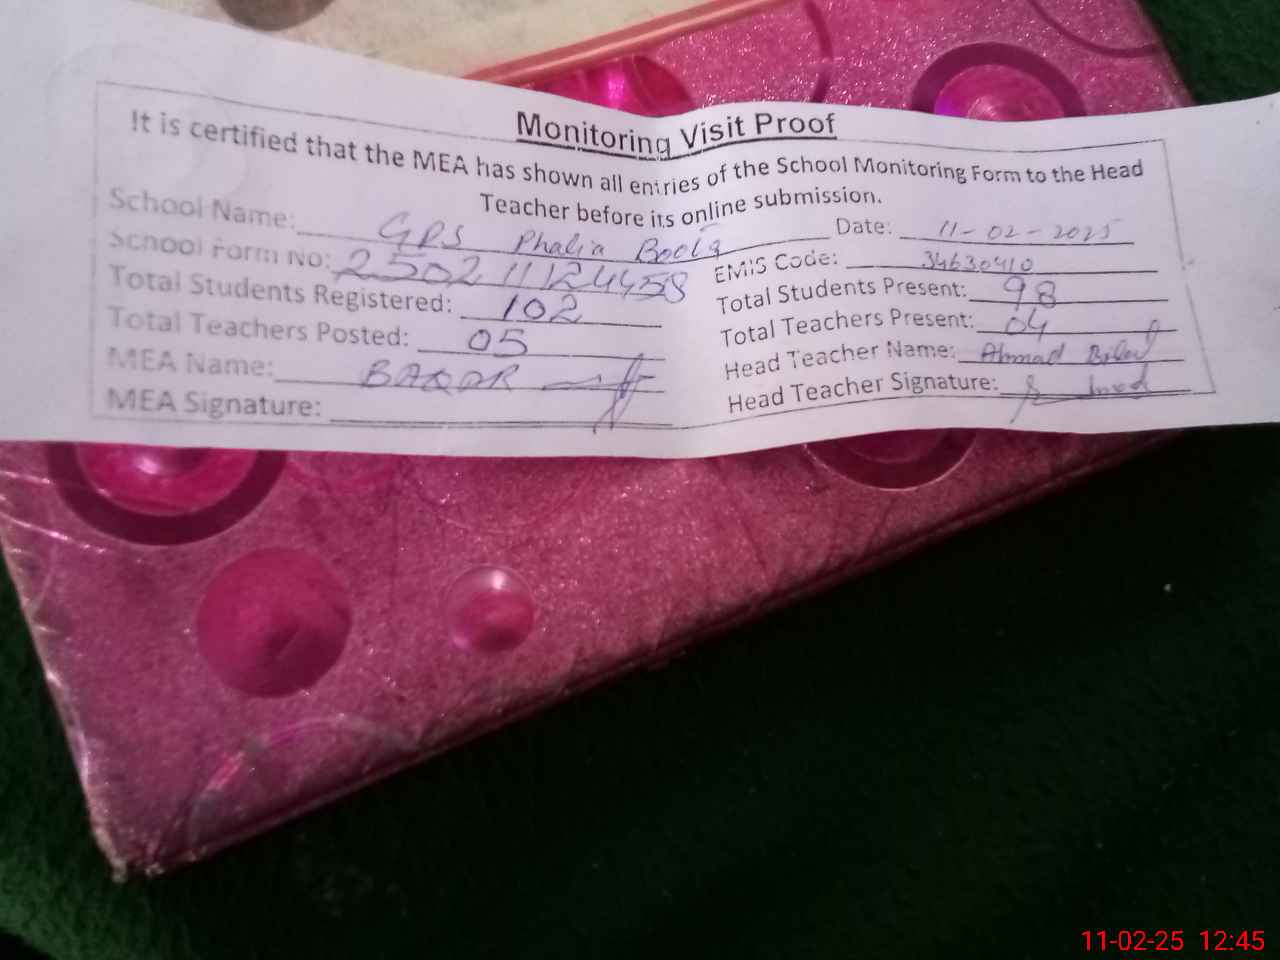 Monitoring Visit Proof
It is certified that the MEA has shown all entries of the School Monitoring Form to the Head
Teacher before its online submission.
School Name: GPS Phalia Boota Date: 11-02-2025
School Form No: 250211124458 EMIS Code: 34630410
Total Students Registered: 102 Total Students Present: 98
Total Teachers Posted: 05 Total Teachers Present: 04
MEA Name: BAQAR Head Teacher Name: Ahmad Bilal
MEA Signature: Head Teacher Signature:
11-02-25 12:45